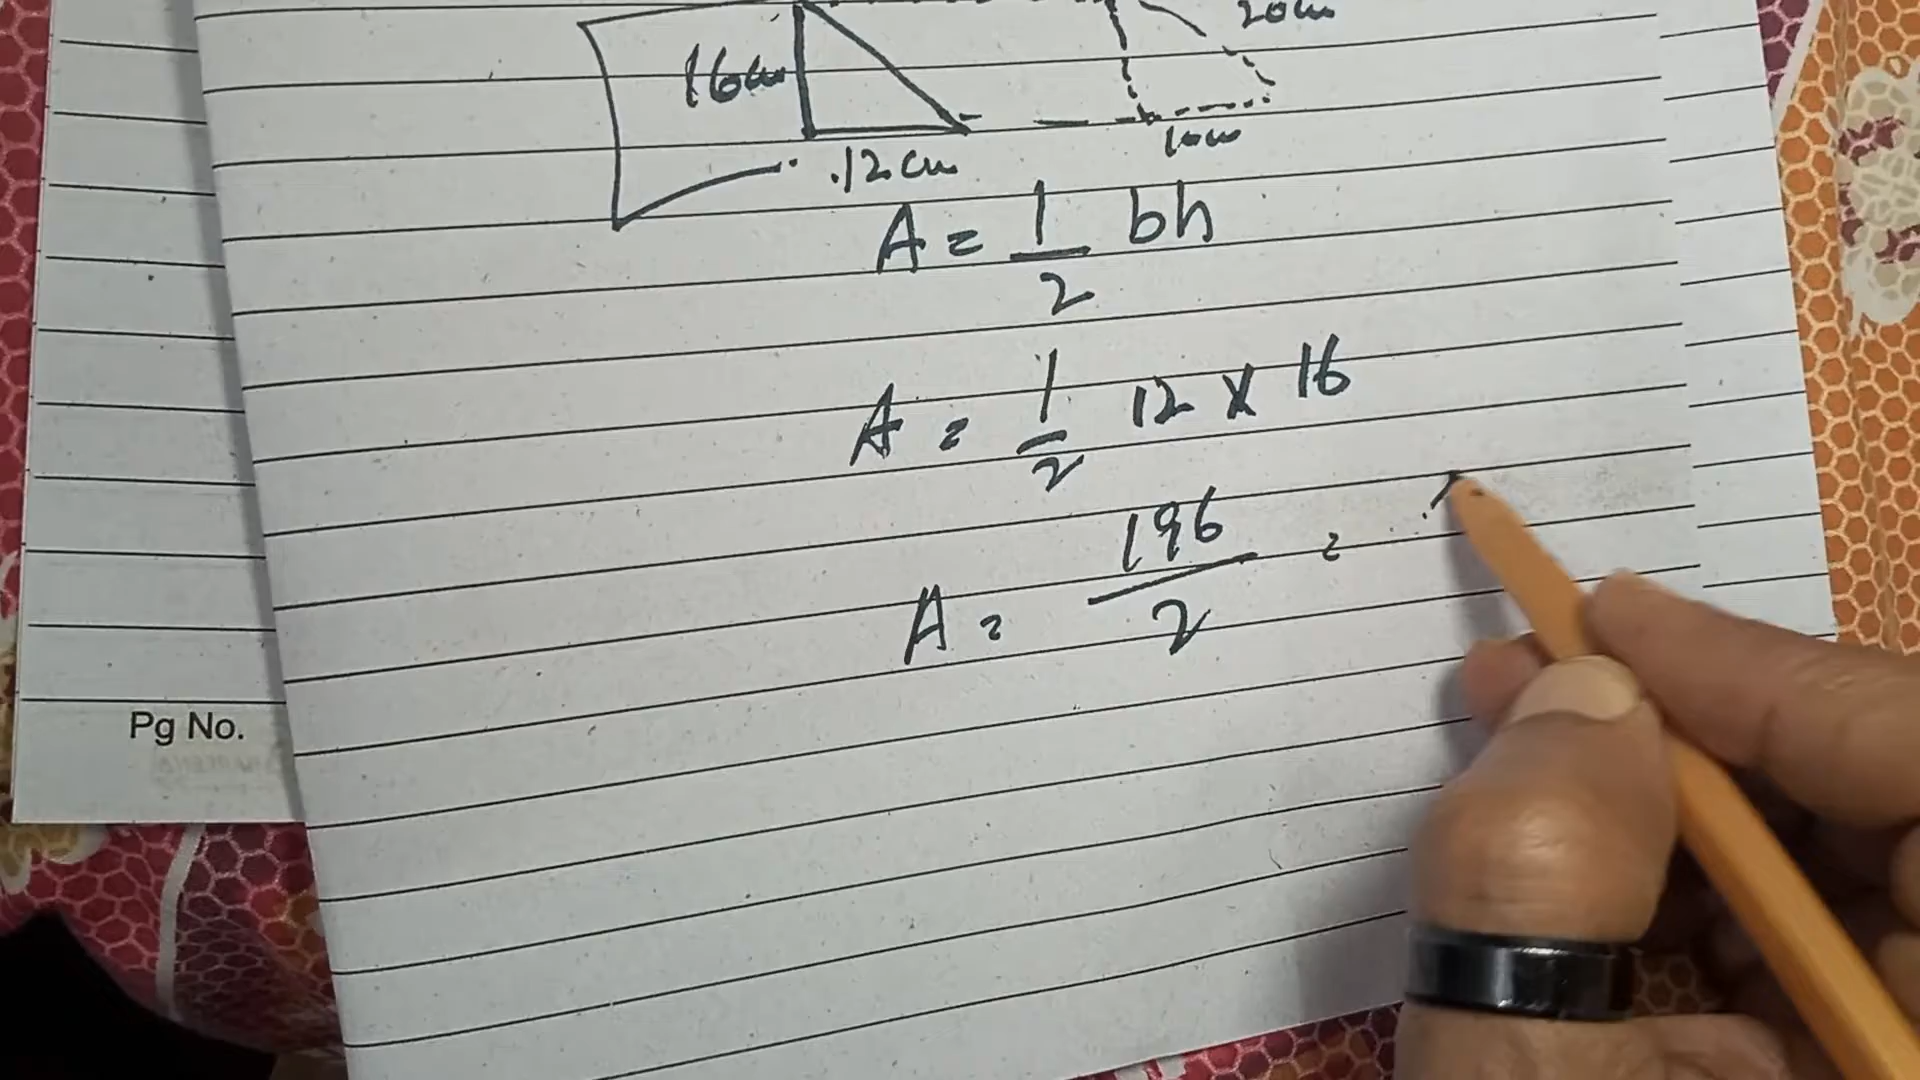 20cm
16cm
10cm
.12cm
A = 1/2 bh
A = 1/2 12 x 16
A = 196/2 =
Pg No.